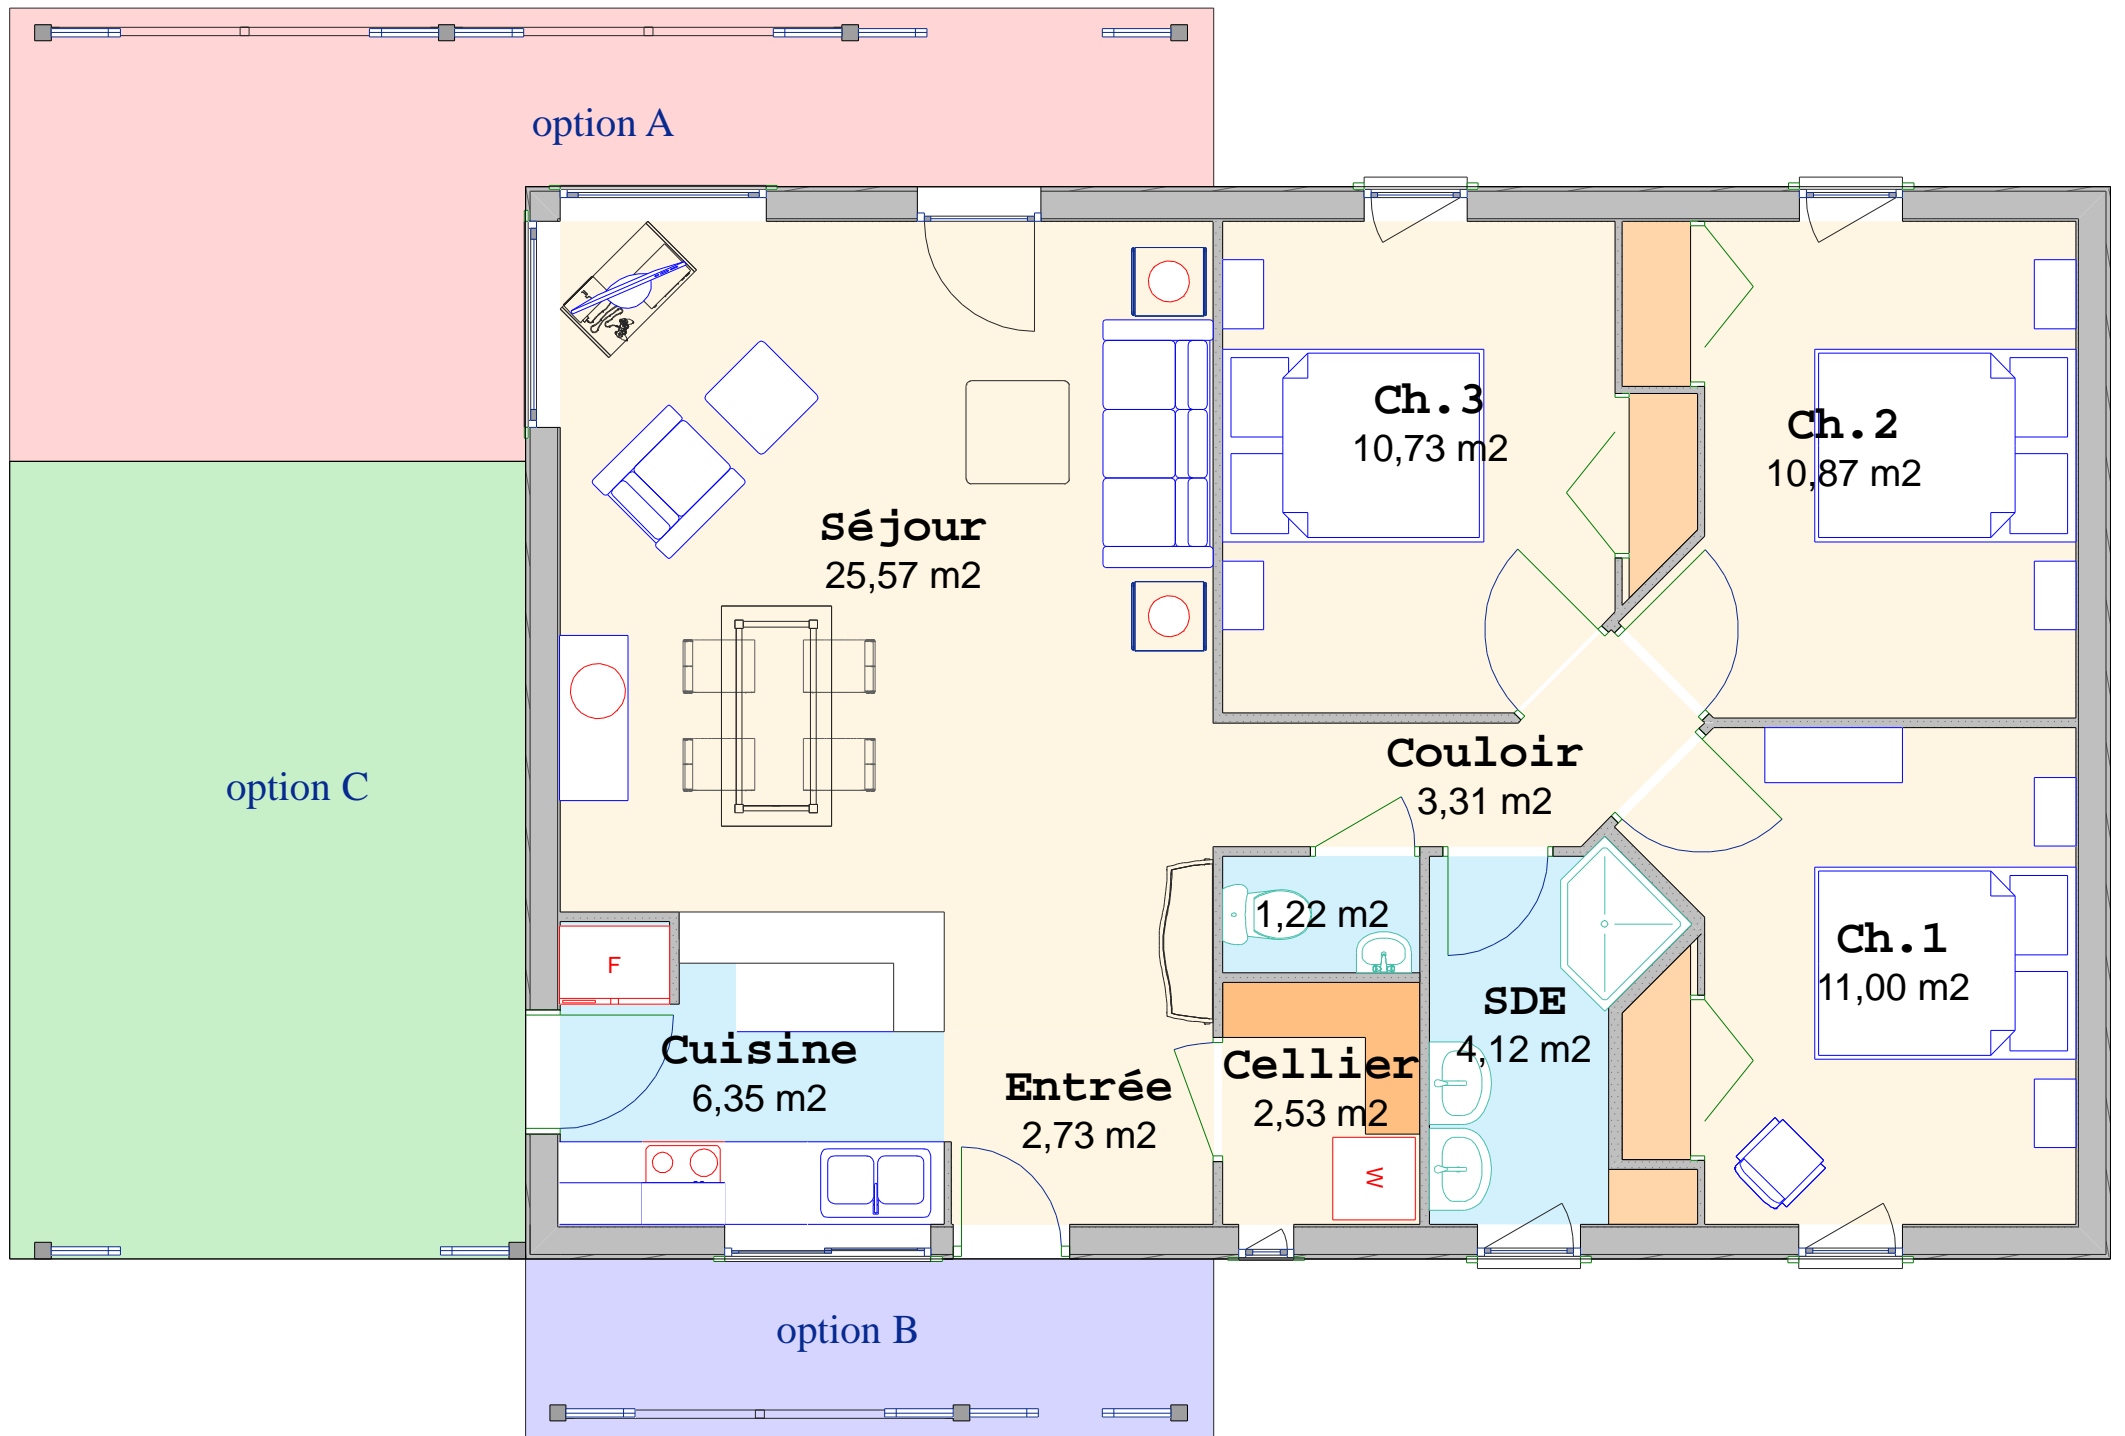 option A
Ch.3
10,73 m2
Ch.2
10,87 m2
Séjour
25,57 m2
option C
Couloir
3,31 m2
1,22 m2
Ch.1
11,00 m2
F
SDE
4,12 m2
Cuisine
6,35 m2
Entrée
2,73 m2
Cellier
2,53 m2
W
option B